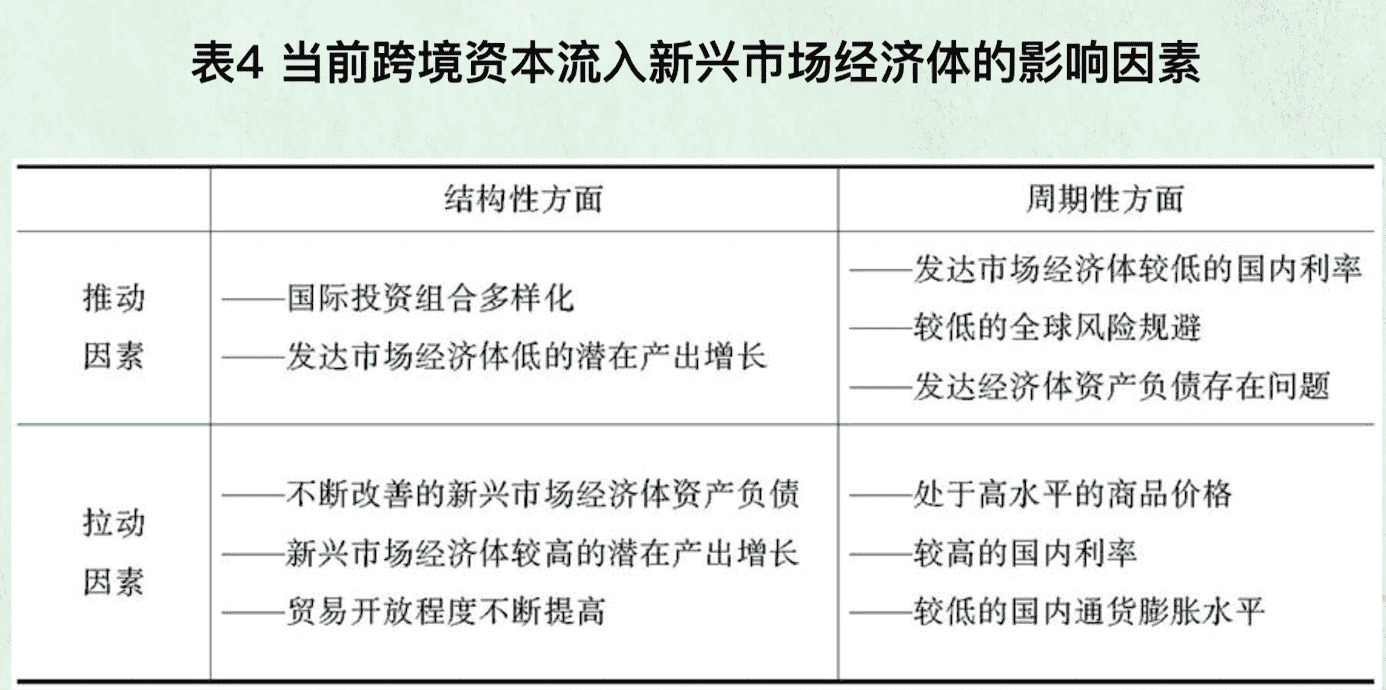 表4 当前跨境资本流入新兴市场经济体的影响因素
结构性方面
周期性方面
推动
因素
——国际投资组合多样化
——发达市场经济体低的潜在产出增长
——发达市场经济体较低的国内利率
——较低的全球风险规避
——发达经济体资产负债存在问题
拉动
因素
——不断改善的新兴市场经济体资产负债
——新兴市场经济体较高的潜在产出增长
——贸易开放程度不断提高
——处于高水平的商品价格
——较高的国内利率
——较低的国内通货膨胀水平